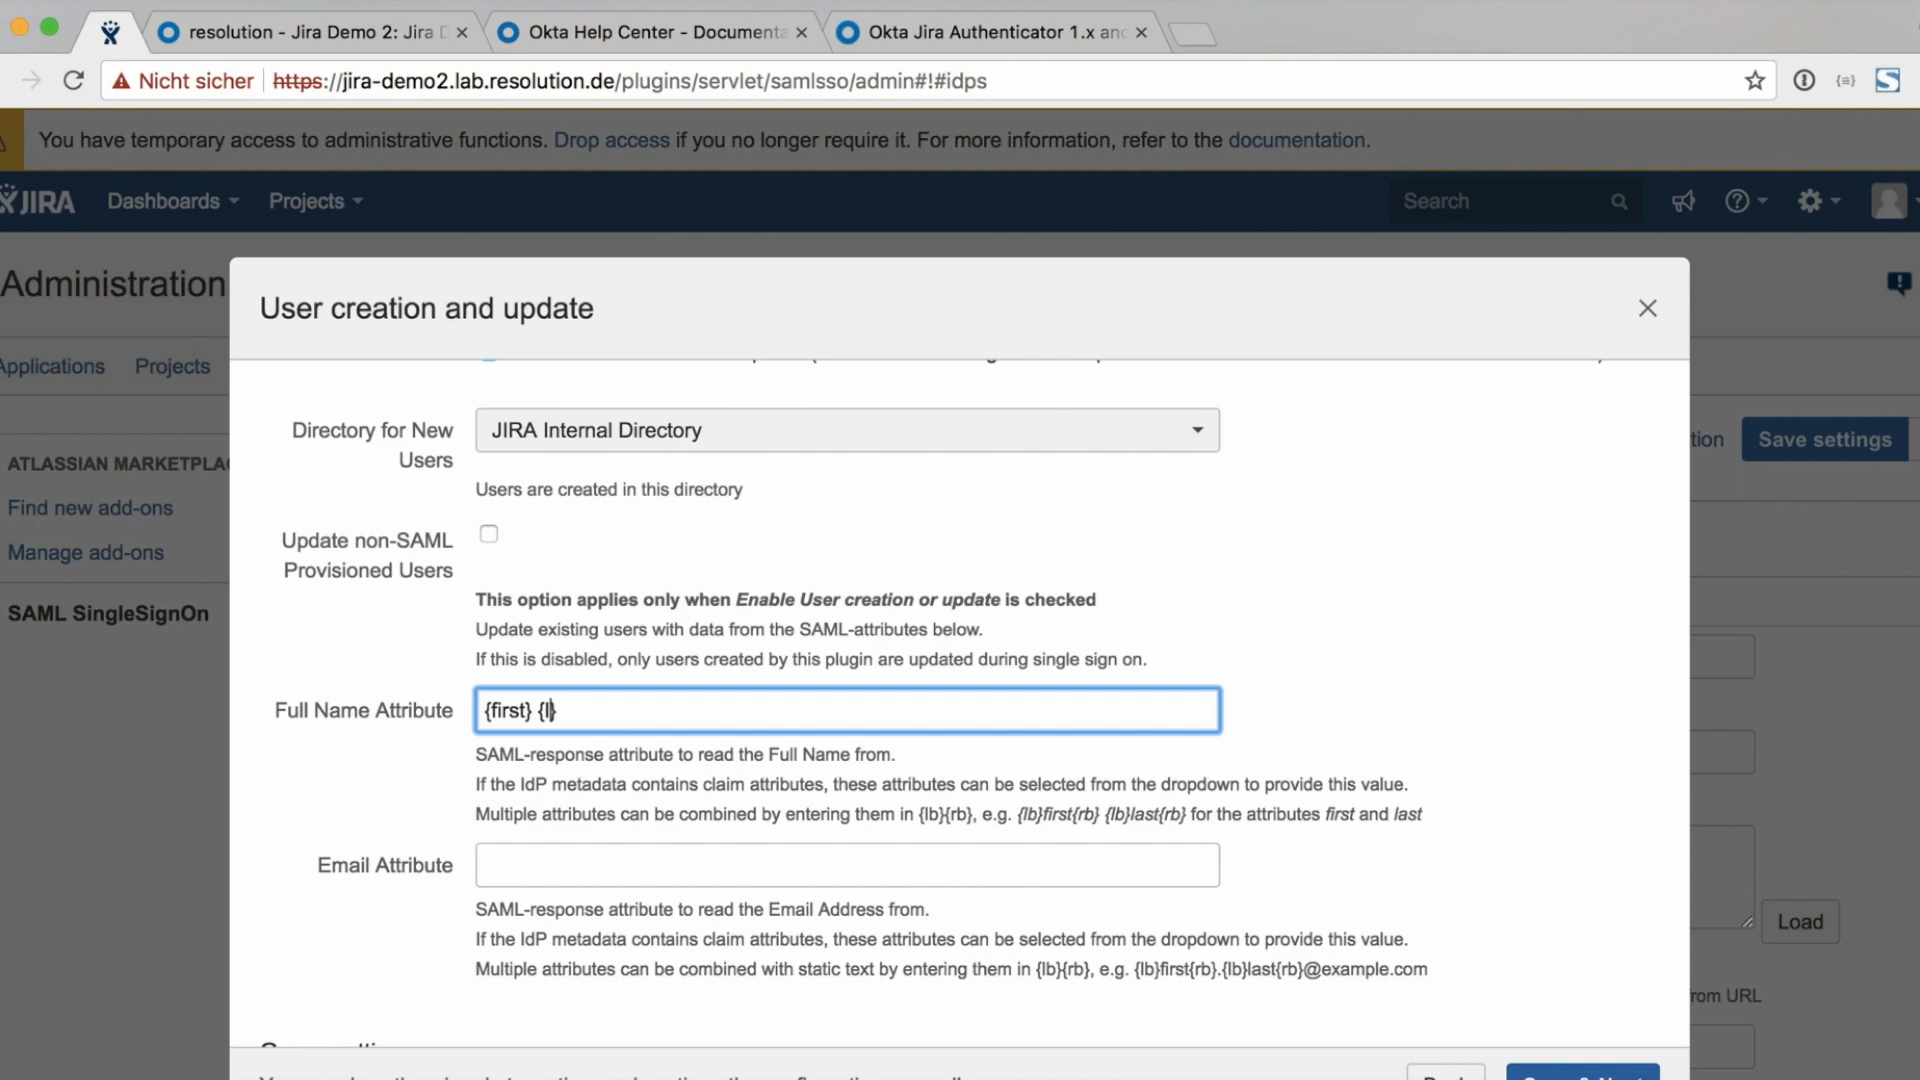 resolution - Jira Demo 2: Jira D
Okta Help Center - Documenta
Okta Jira Authenticator 1.x and
Nicht sicher https://jira-demo2.lab.resolution.de/plugins/servlet/samlsso/admin#!#idps
You have temporary access to administrative functions. Drop access if you no longer require it. For more information, refer to the documentation.
JIRA Dashboards Projects Search
Administration
User creation and update
Applications Projects
Directory for New Users
JIRA Internal Directory
Users are created in this directory
tion Save settings
ATLASSIAN MARKETPLA
Find new add-ons
Manage add-ons
SAML SingleSignOn
Update non-SAML
Provisioned Users
This option applies only when Enable User creation or update is checked
Update existing users with data from the SAML-attributes below.
If this is disabled, only users created by this plugin are updated during single sign on.
Full Name Attribute {first} {l}
SAML-response attribute to read the Full Name from.
If the IdP metadata contains claim attributes, these attributes can be selected from the dropdown to provide this value.
Multiple attributes can be combined by entering them in {lb}{rb}, e.g. {lb}first{rb} {lb}last{rb} for the attributes first and last
Email Attribute
SAML-response attribute to read the Email Address from.
If the IdP metadata contains claim attributes, these attributes can be selected from the dropdown to provide this value.
Multiple attributes can be combined with static text by entering them in {lb}{rb}, e.g. {lb}first{rb}.{lb}last{rb}@example.com
Load
rom URL